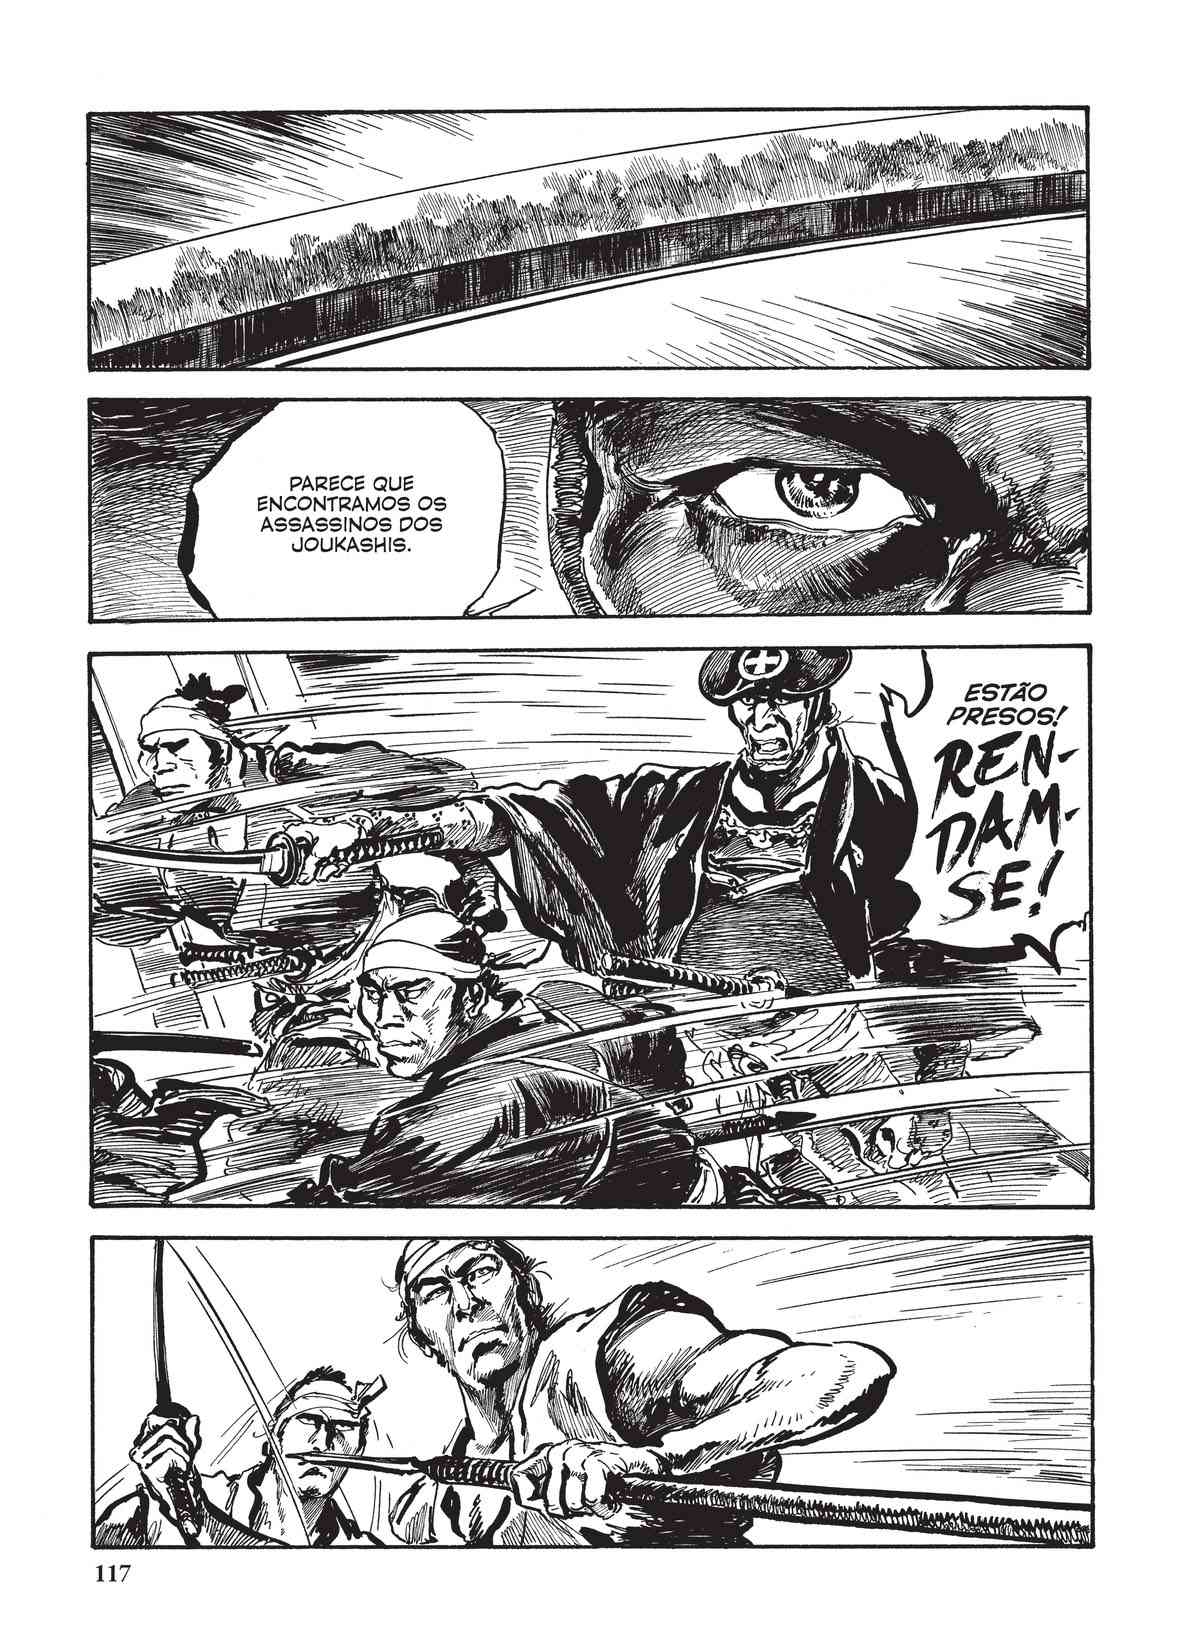 PARECE QUE
ENCONTRAMOS OS
ASSASSINOS DOS
JOUKASHIS.
ESTÃO
PRESOS!
REN-
DAM-
SE!
117